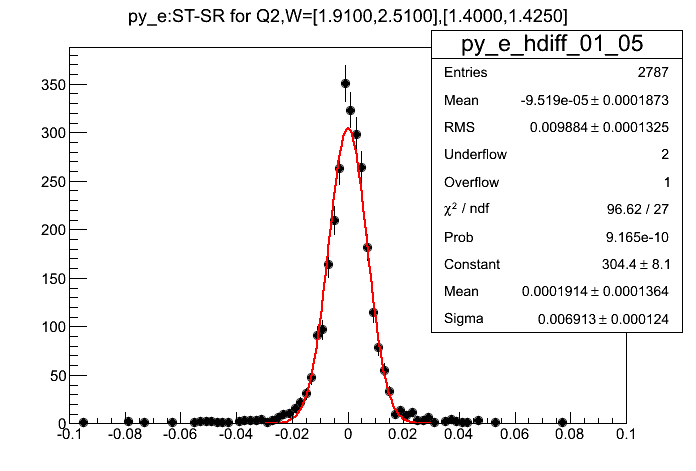 py_e:ST-SR for Q2,W=[1.9100,2.5100],[1.4000,1.4250]
py_e_hdiff_01_05
Entries 2787
Mean -9.519e-05 ± 0.0001873
RMS 0.009884 ± 0.0001325
Underflow 2
Overflow 1
χ² / ndf 96.62 / 27
Prob 9.165e-10
Constant 304.4 ± 8.1
Mean 0.0001914 ± 0.0001364
Sigma 0.006913 ± 0.000124
350
300
250
200
150
100
50
0
-0.1 -0.08 -0.06 -0.04 -0.02 0 0.02 0.04 0.06 0.08 0.1